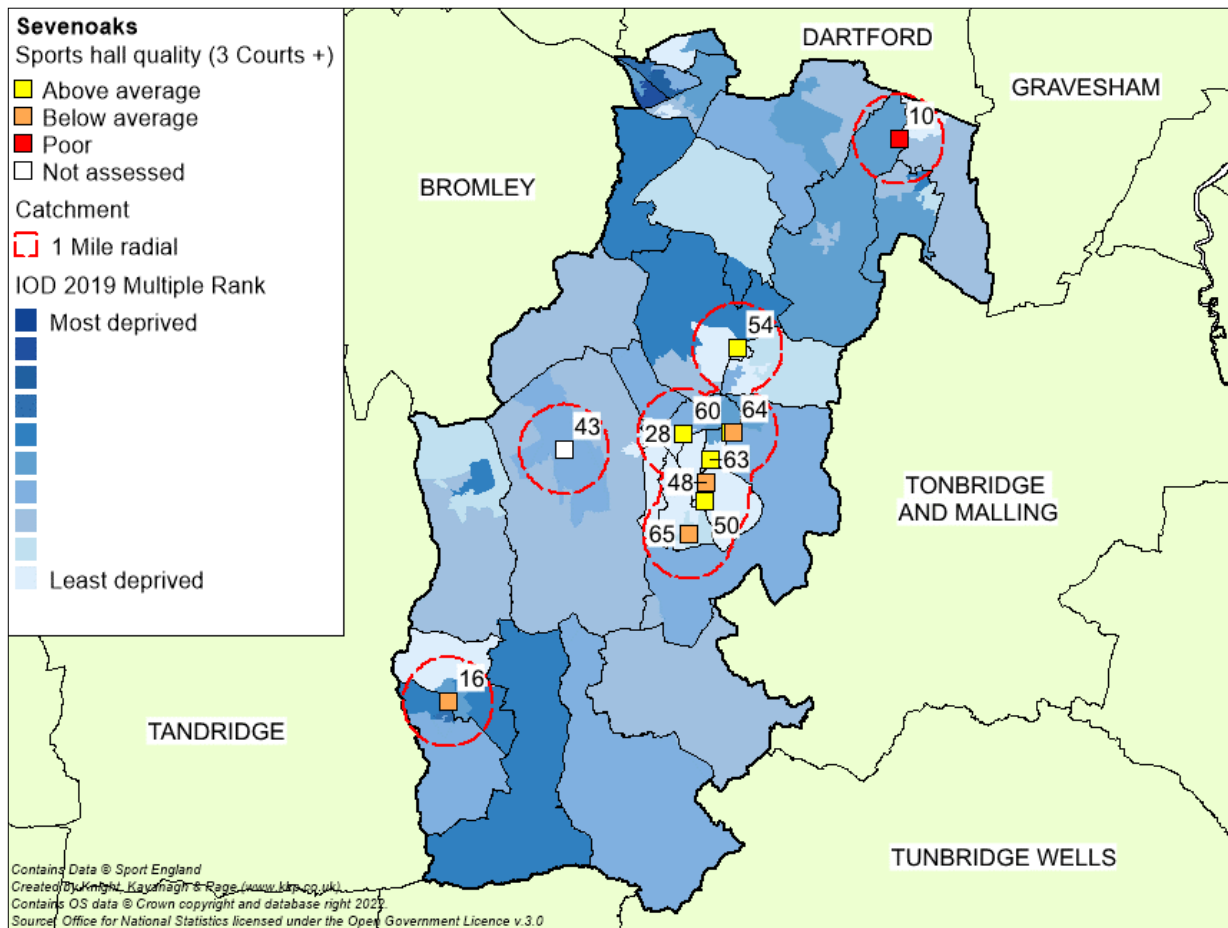 Sevenoaks
Sports hall quality (3 Courts +)
Above average
Below average
Poor
Not assessed
Catchment
1 Mile radial
IOD 2019 Multiple Rank
Most deprived
Least deprived
DARTFORD
GRAVESHAM
10
BROMLEY
54
43
28
60
64
63
48
50
65
TONBRIDGE
AND MALLING
16
TANDRIDGE
TUNBRIDGE WELLS
Contains Data © Sport England
Created by Knight, Kavanagh & Page (www.kkp.co.uk)
Contains OS data © Crown copyright and database right 2022.
Source: Office for National Statistics licensed under the Open Government Licence v.3.0